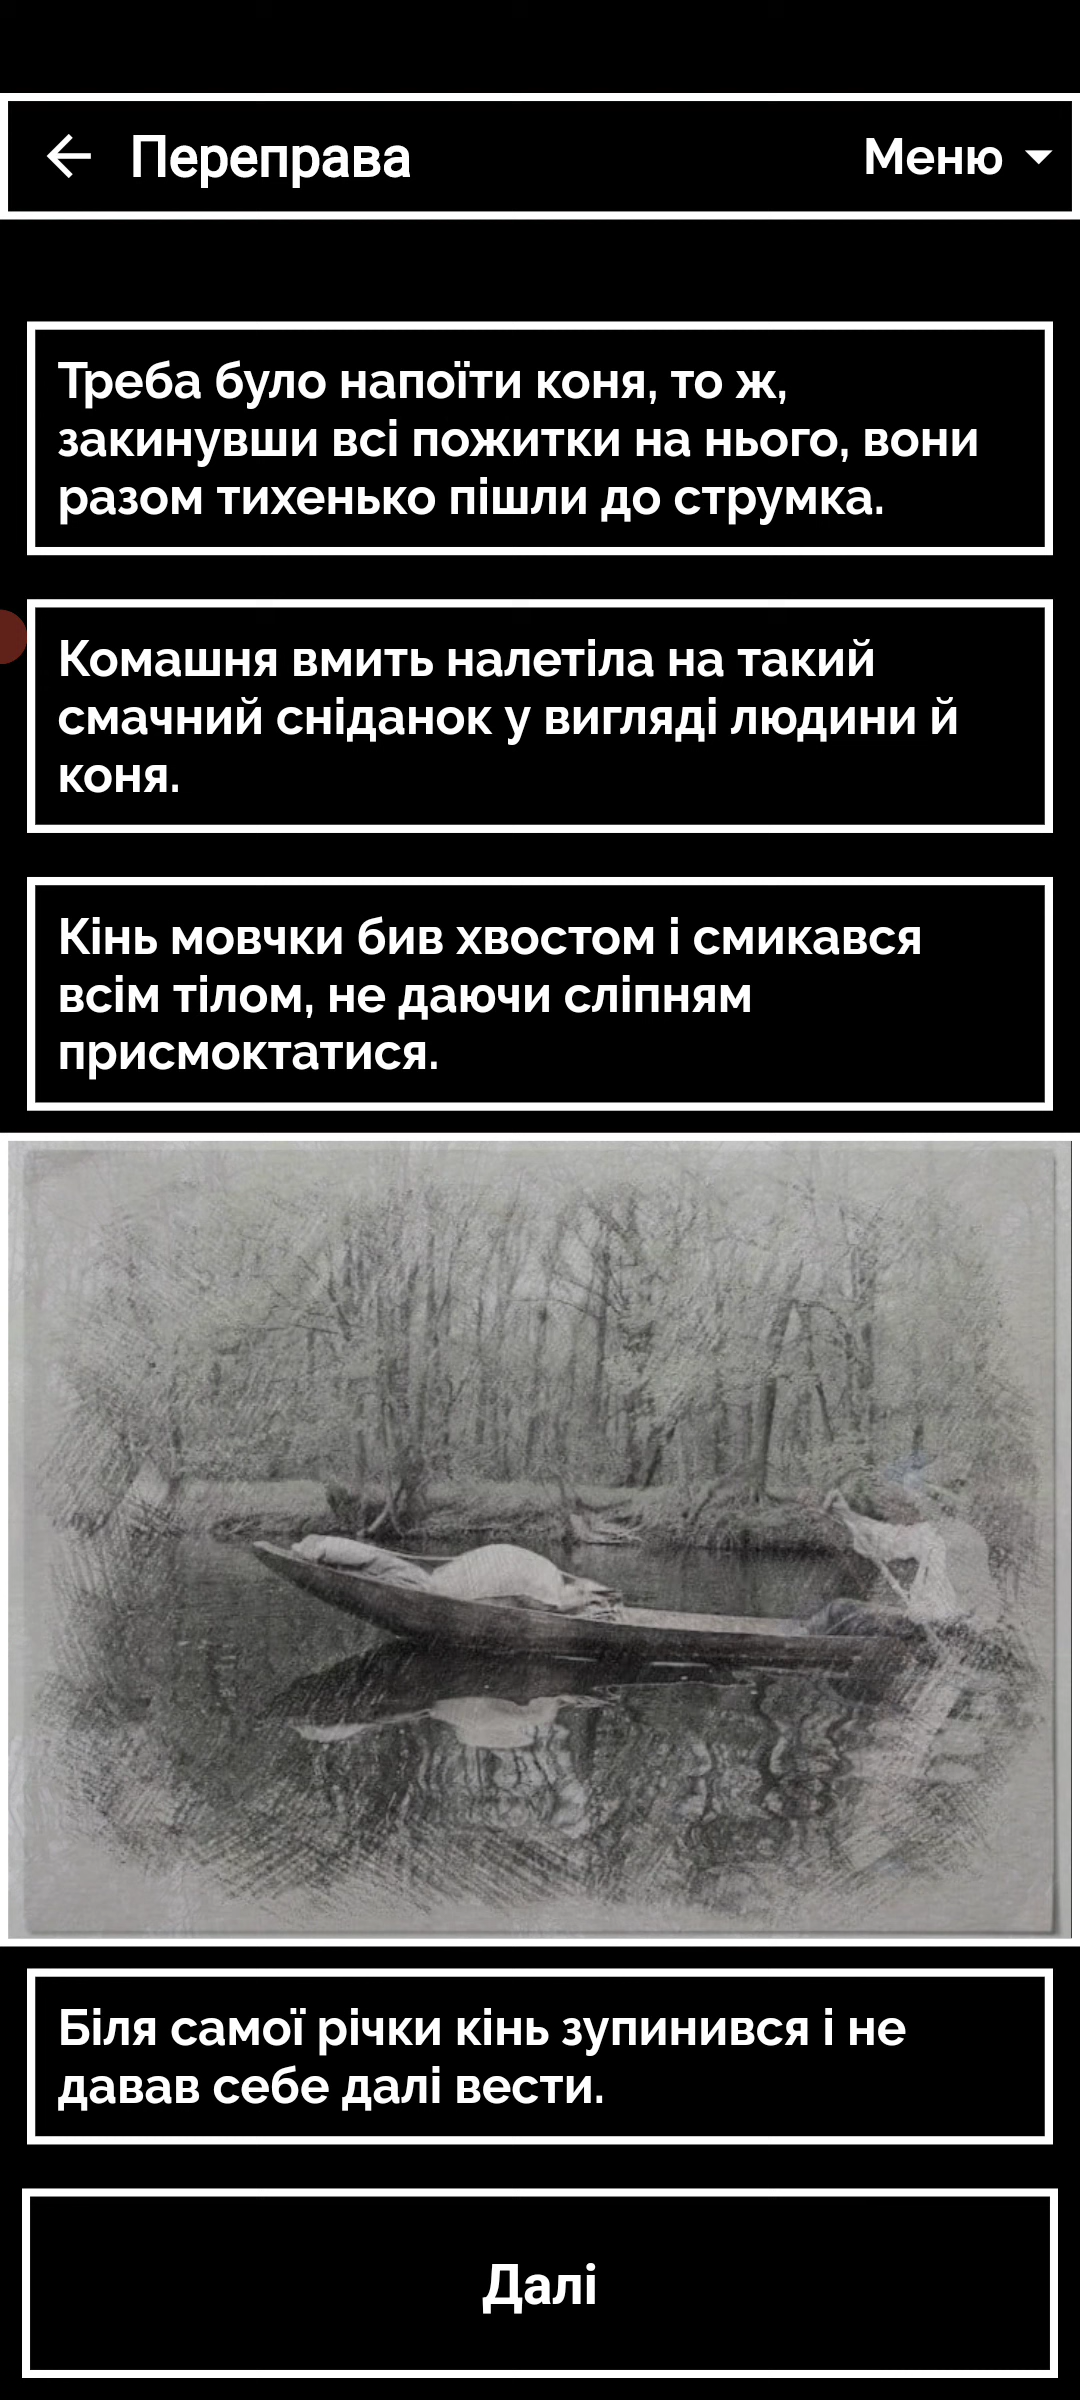 Переправа
Меню
Треба було напоїти коня, то ж,
закинувши всі пожитки на нього, вони
разом тихенько пішли до струмка.
Комашня вмить налетіла на такий
смачний сніданок у вигляді людини й
коня.
Кінь мовчки бив хвостом і смикався
всім тілом, не даючи сліпням
присмоктатися.
Біля самої річки кінь зупинився і не
давав себе далі вести.
Далі